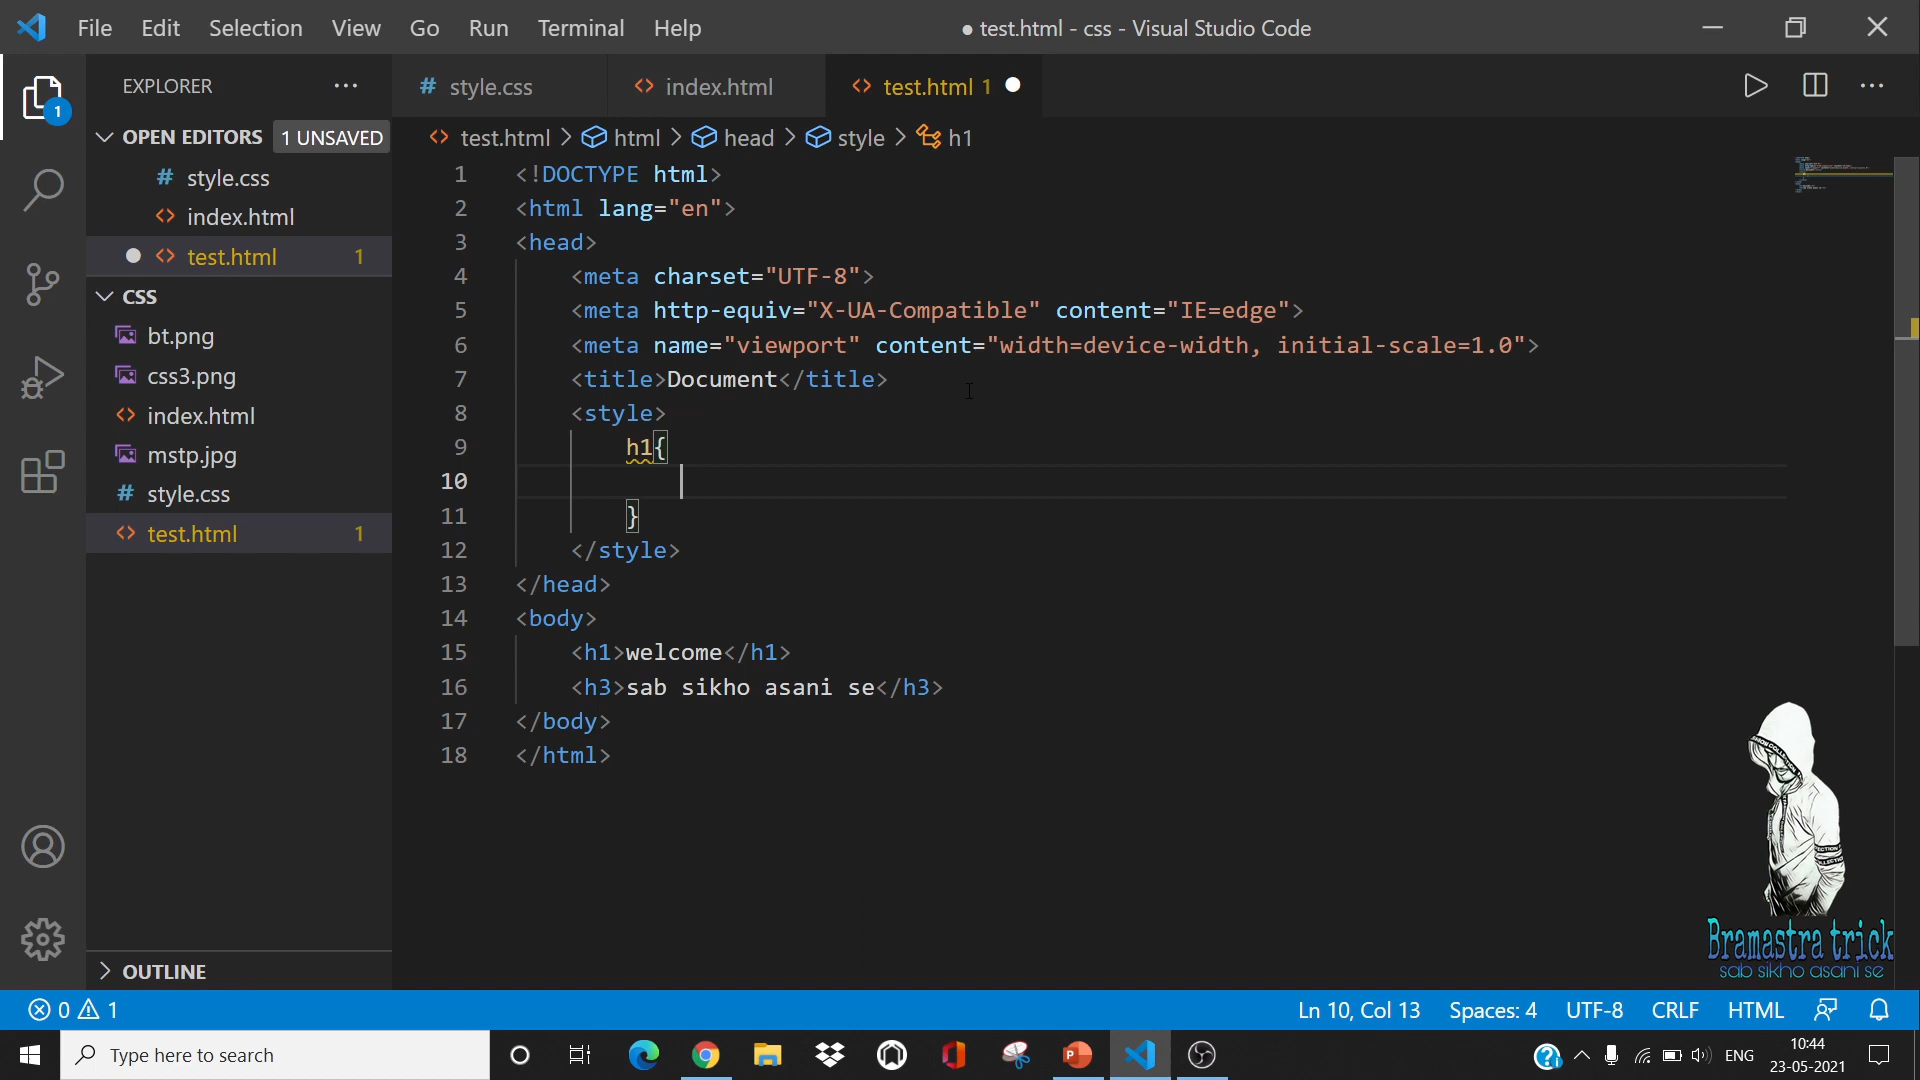 File Edit Selection View Go Run Terminal Help
● test.html - css - Visual Studio Code
EXPLORER
# style.css
<> index.html
<> test.html 1
1
OPEN EDITORS 1 UNSAVED
# style.css
<> index.html
<> test.html 1
CSS
bt.png
css3.png
<> index.html
mstp.jpg
# style.css
<> test.html 1
OUTLINE
<> test.html > html > head > style > h1
1 <!DOCTYPE html>
2 <html lang="en">
3 <head>
4 <meta charset="UTF-8">
5 <meta http-equiv="X-UA-Compatible" content="IE=edge">
6 <meta name="viewport" content="width=device-width, initial-scale=1.0">
7 <title>Document</title>
8 <style>
9 h1{
10
11 }
12 </style>
13 </head>
14 <body>
15 <h1>welcome</h1>
16 <h3>sab sikho asani se</h3>
17 </body>
18 </html>
Bramastra trick
sab sikho asani se
0 1
Ln 10, Col 13 Spaces: 4 UTF-8 CRLF HTML
Type here to search
ENG
10:44
23-05-2021